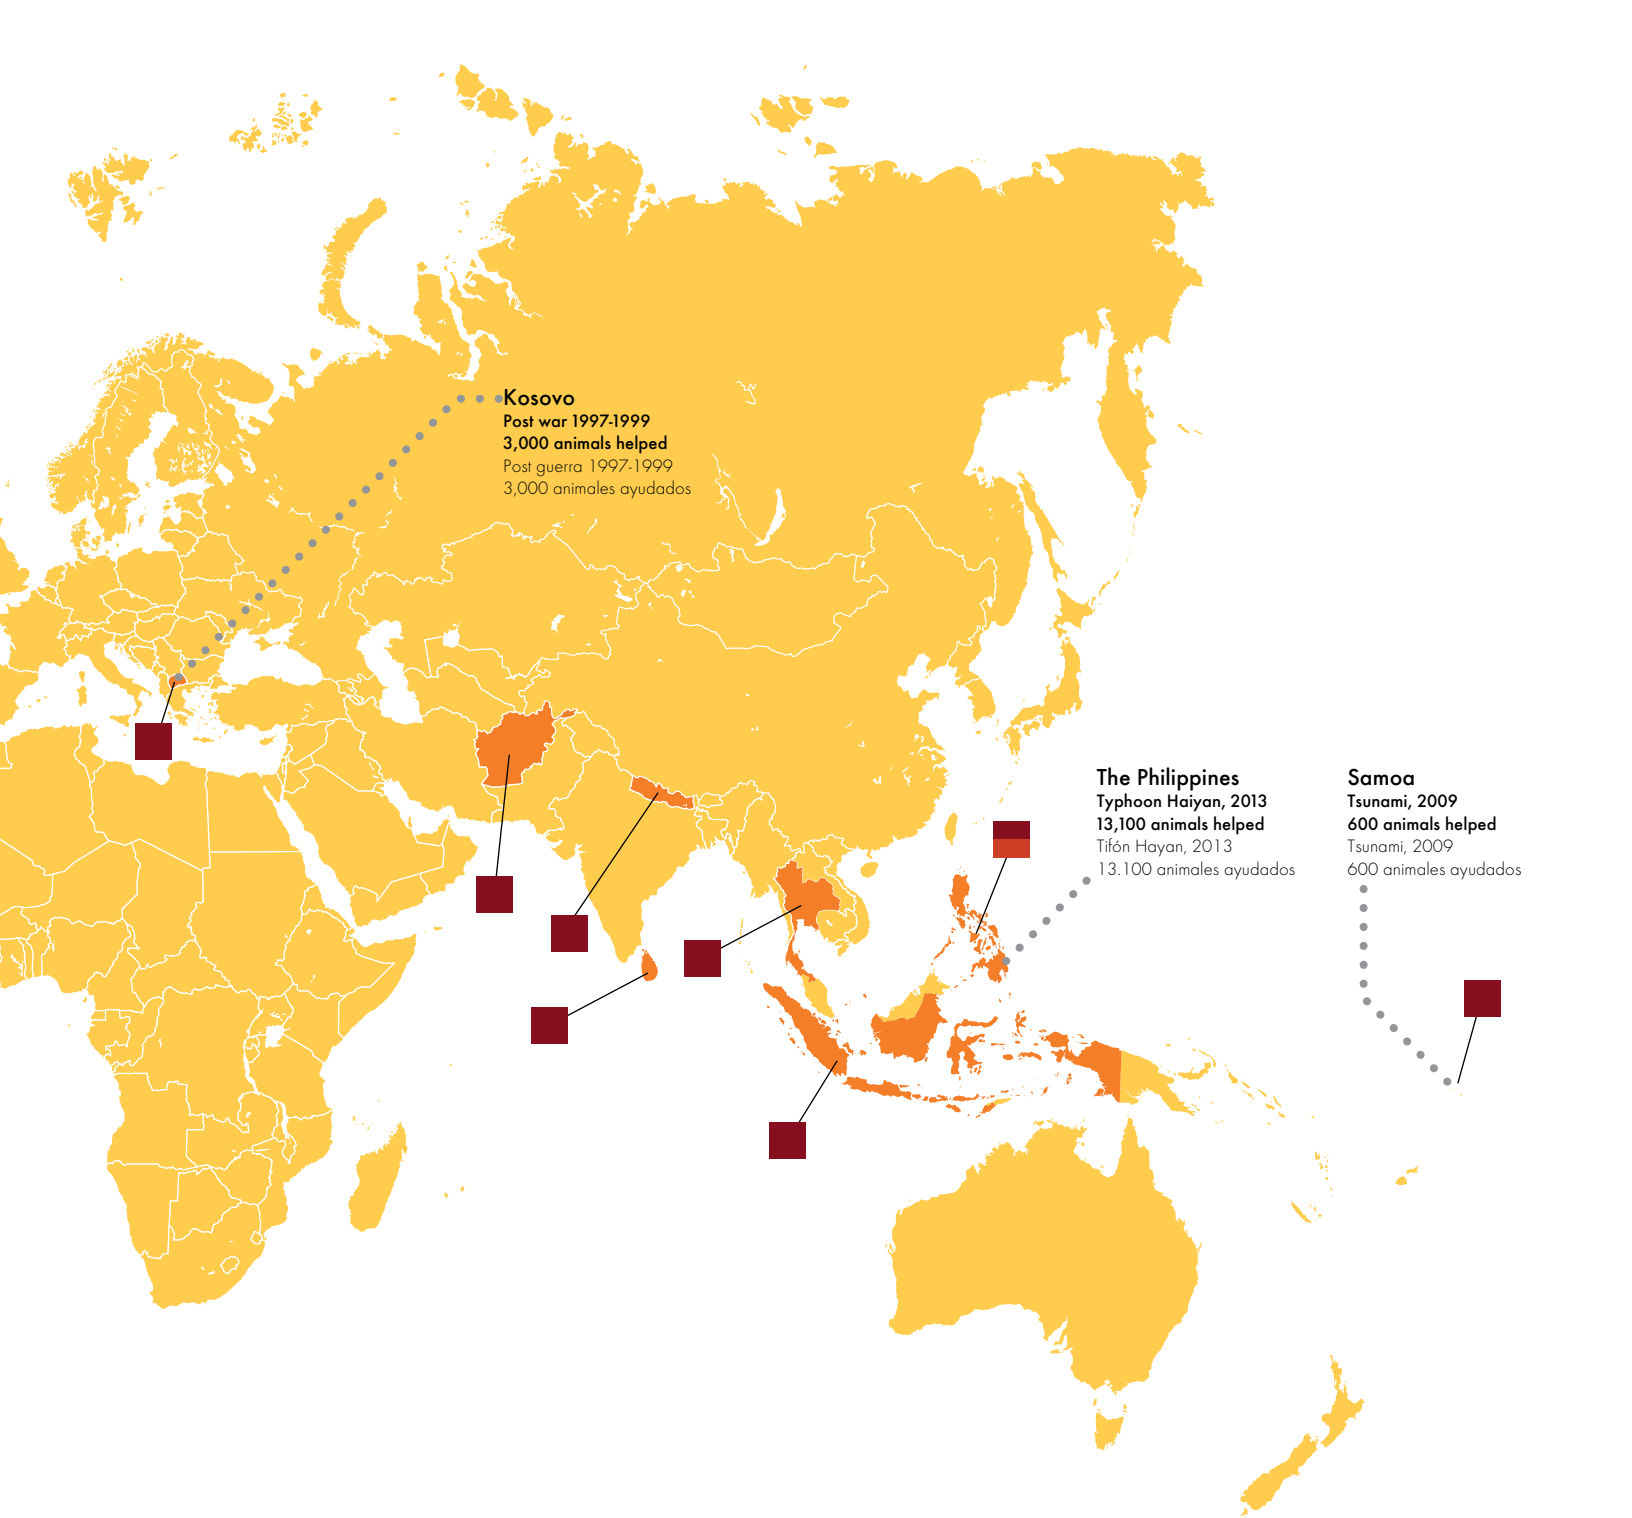 Kosovo
Post war 1997-1999
3,000 animals helped
Post guerra 1997-1999
3,000 animales ayudados
The Philippines
Typhoon Haiyan, 2013
13,100 animals helped
Tifón Hayan, 2013
13.100 animales ayudados
Samoa
Tsunami, 2009
600 animals helped
Tsunami, 2009
600 animales ayudados